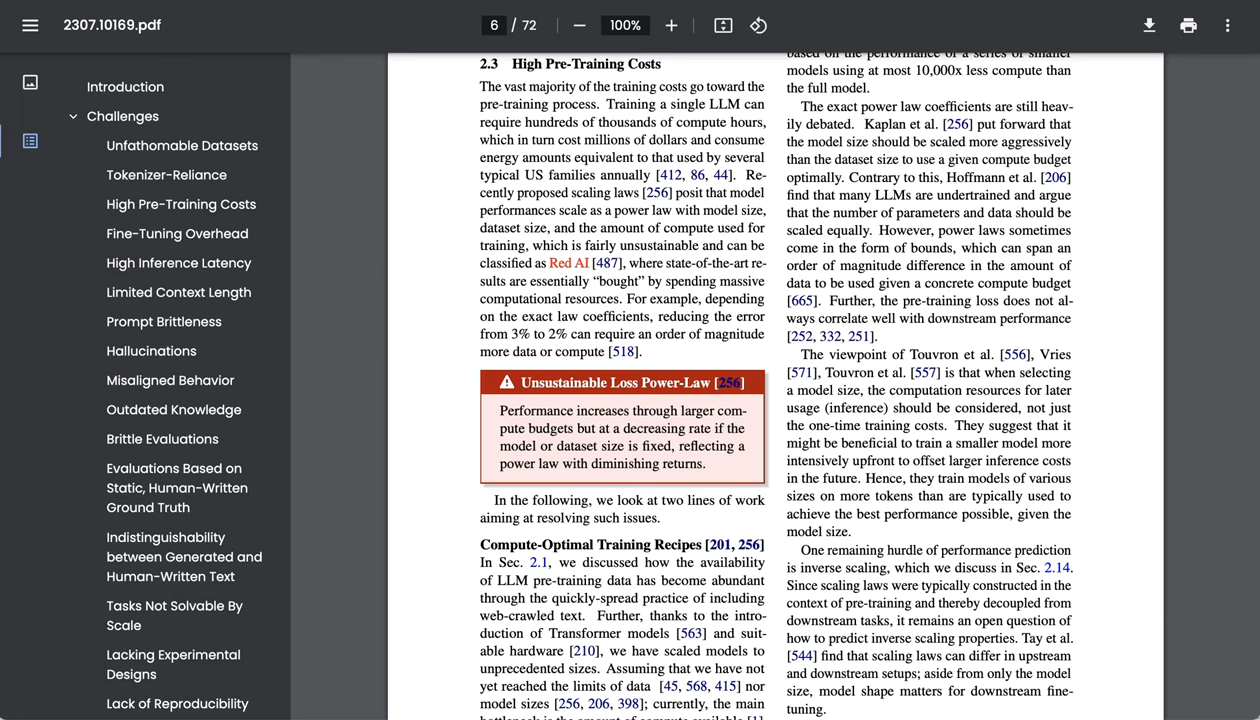 2307.10169.pdf
6 / 72
100%
Introduction
Challenges
Unfathomable Datasets
Tokenizer-Reliance
High Pre-Training Costs
Fine-Tuning Overhead
High Inference Latency
Limited Context Length
Prompt Brittleness
Hallucinations
Misaligned Behavior
Outdated Knowledge
Brittle Evaluations
Evaluations Based on
Static, Human-Written
Ground Truth
Indistinguishability
between Generated and
Human-Written Text
Tasks Not Solvable By
Scale
Lacking Experimental
Designs
Lack of Reproducibility
2.3 High Pre-Training Costs
The vast majority of the training costs go toward the
pre-training process. Training a single LLM can
require hundreds of thousands of compute hours,
which in turn cost millions of dollars and consume
energy amounts equivalent to that used by several
typical US families annually [412, 86, 44]. Re-
cently proposed scaling laws [256] posit that model
performances scale as a power law with model size,
dataset size, and the amount of compute used for
training, which is fairly unsustainable and can be
classified as Red AI [487], where state-of-the-art re-
sults are essentially “bought” by spending massive
computational resources. For example, depending
on the exact law coefficients, reducing the error
from 3% to 2% can require an order of magnitude
more data or compute [518].
Unsustainable Loss Power-Law [256]
Performance increases through larger com-
pute budgets but at a decreasing rate if the
model or dataset size is fixed, reflecting a
power law with diminishing returns.
In the following, we look at two lines of work
aiming at resolving such issues.
Compute-Optimal Training Recipes [201, 256]
In Sec. 2.1, we discussed how the availability
of LLM pre-training data has become abundant
through the quickly-spread practice of including
web-crawled text. Further, thanks to the intro-
duction of Transformer models [563] and suit-
able hardware [210], we have scaled models to
unprecedented sizes. Assuming that we have not
yet reached the limits of data [45, 568, 415] nor
model sizes [256, 206, 398]; currently, the main
bottleneck is the amount of compute available [1].
based on the performance of a series of smaller
models using at most 10,000x less compute than
the full model.
The exact power law coefficients are still heav-
ily debated. Kaplan et al. [256] put forward that
the model size should be scaled more aggressively
than the dataset size to use a given compute budget
optimally. Contrary to this, Hoffmann et al. [206]
find that many LLMs are undertrained and argue
that the number of parameters and data should be
scaled equally. However, power laws sometimes
come in the form of bounds, which can span an
order of magnitude difference in the amount of
data to be used given a concrete compute budget
[665]. Further, the pre-training loss does not al-
ways correlate well with downstream performance
[252, 332, 251].
The viewpoint of Touvron et al. [556], Vries
[571], Touvron et al. [557] is that when selecting
a model size, the computation resources for later
usage (inference) should be considered, not just
the one-time training costs. They suggest that it
might be beneficial to train a smaller model more
intensively upfront to offset larger inference costs
in the future. Hence, they train models of various
sizes on more tokens than are typically used to
achieve the best performance possible, given the
model size.
One remaining hurdle of performance prediction
is inverse scaling, which we discuss in Sec. 2.14.
Since scaling laws were typically constructed in the
context of pre-training and thereby decoupled from
downstream tasks, it remains an open question of
how to predict inverse scaling properties. Tay et al.
[544] find that scaling laws can differ in upstream
and downstream setups; aside from only the model
size, model shape matters for downstream fine-
tuning.